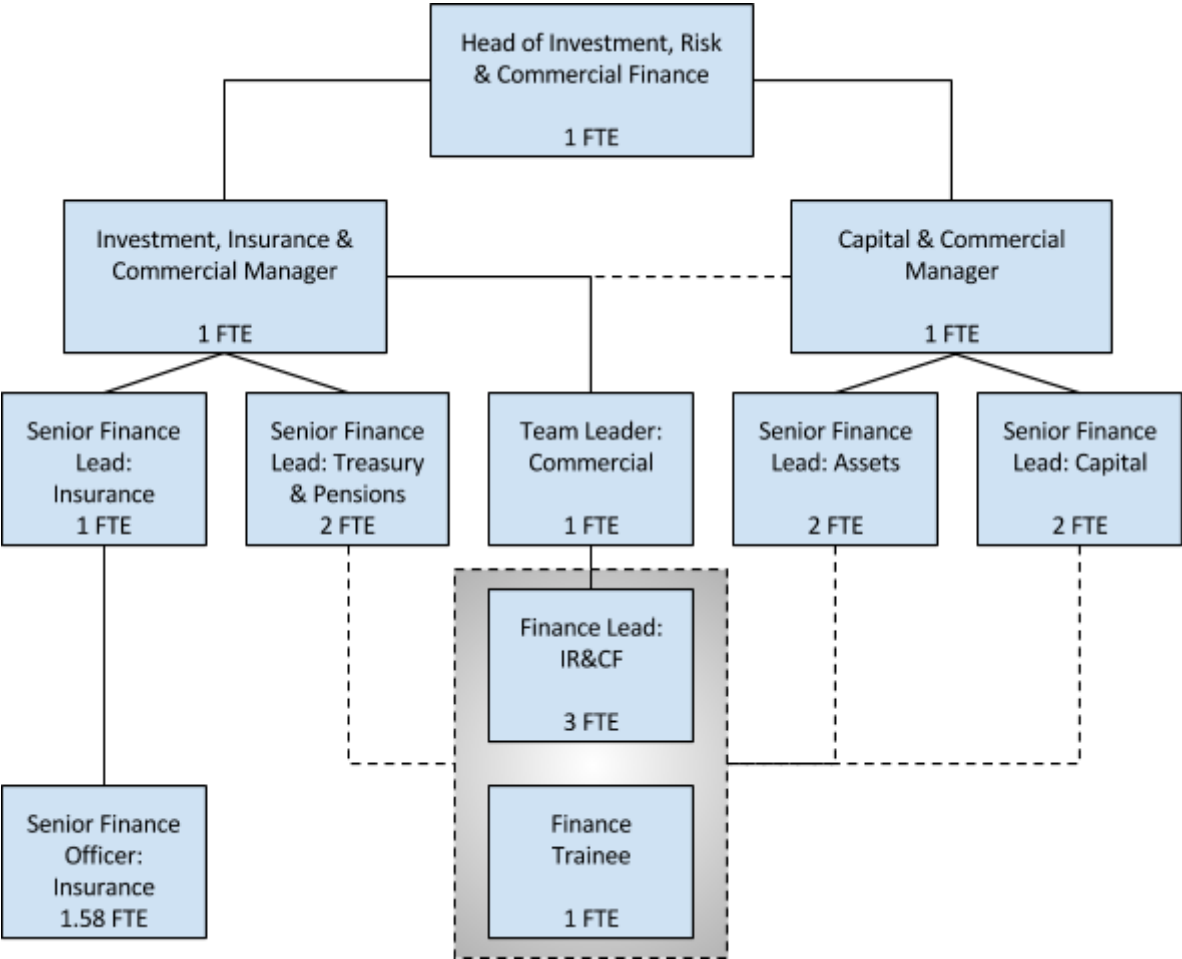 Head of Investment, Risk
& Commercial Finance
1 FTE
Investment, Insurance &
Commercial Manager
1 FTE
Capital & Commercial
Manager
1 FTE
Senior Finance
Lead:
Insurance
1 FTE
Senior Finance
Lead: Treasury
& Pensions
2 FTE
Team Leader:
Commercial
1 FTE
Senior Finance
Lead: Assets
2 FTE
Senior Finance
Lead: Capital
2 FTE
Finance Lead:
IR&CF
3 FTE
Senior Finance
Officer:
Insurance
1.58 FTE
Finance
Trainee
1 FTE